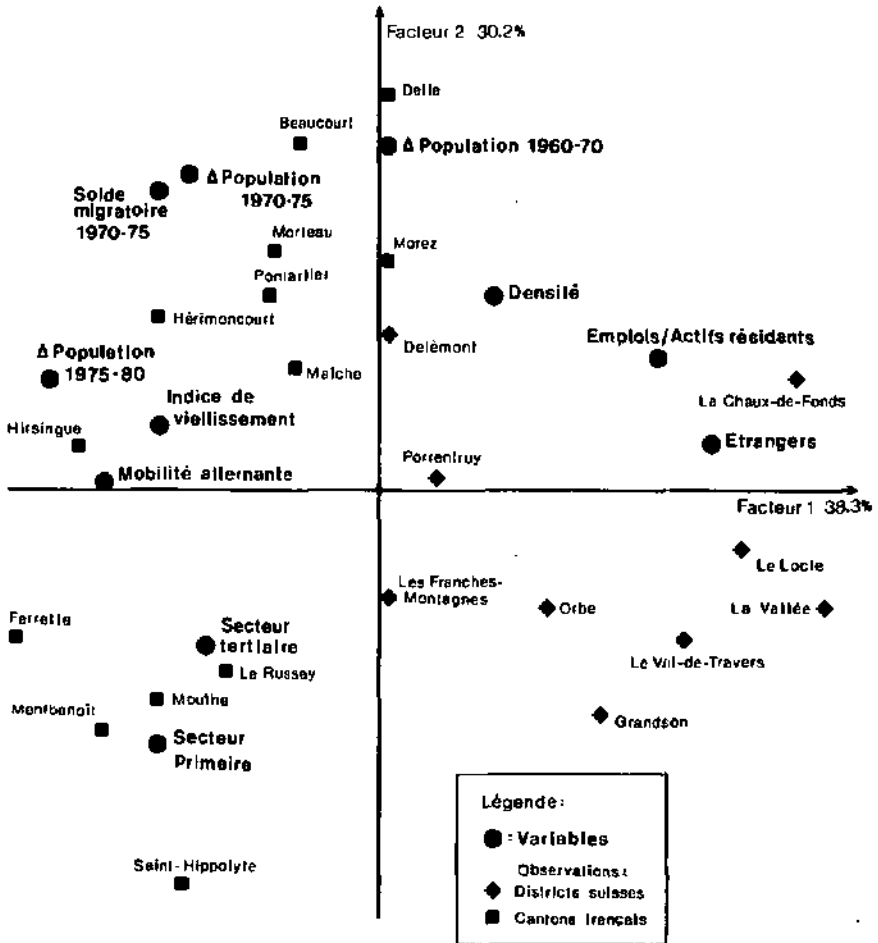 Facteur 2 30.2%
Delle
Beaucourt
Δ Population 1960-70
Δ Population
1970-75
Solde
migratoire
1970-75
Morteau
Morez
Pontarlier
Densité
Hérimoncourt
Delémont
Emplois/Actifs résidants
Δ Population
1975-80
Maîche
La Chaux-de-Fonds
Indice de
vieillissement
Hirsingue
Etrangers
Porrentruy
Mobilité alternante
Facteur 1 38.3%
Le Locle
Les Franches-
Montagnes
Orbe
La Vallée
Ferrette
Secteur
tertiaire
Le Val-de-Travers
Le Russey
Mouthe
Montbenoît
Grandson
Secteur
Primaire
Saint-Hippolyte
Légende:
: Variables
Observations:
Districts suisses
Cantons français